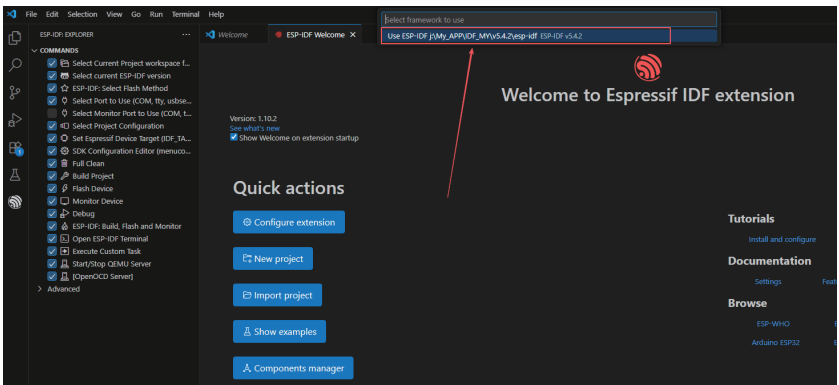 File Edit Selection View Go Run Terminal Help
Select framework to use
Use ESP-IDF j:\My_APP\IDF_MY\v5.4.2\esp-idf ESP-IDF v5.4.2
ESP-IDF: EXPLORER ...
Welcome
ESP-IDF Welcome
COMMANDS
Select Current Project workspace f...
Select current ESP-IDF version
ESP-IDF: Select Flash Method
Select Port to Use (COM, tty, usbse...
Select Monitor Port to Use (COM, t...
Select Project Configuration
Set Espressif Device Target (IDF_TA...
SDK Configuration Editor (menuco...
Full Clean
Build Project
Flash Device
Monitor Device
Debug
ESP-IDF: Build, Flash and Monitor
Open ESP-IDF Terminal
Execute Custom Task
Start/Stop QEMU Server
[OpenOCD Server]
Advanced
1
Welcome to Espressif IDF extension
Version: 1.10.2
See what's new
Show Welcome on extension startup
Quick actions
Configure extension
New project
Import project
Show examples
Components manager
Tutorials
Install and configure
Documentation
Settings
Browse
ESP-WHO
Arduino ESP32